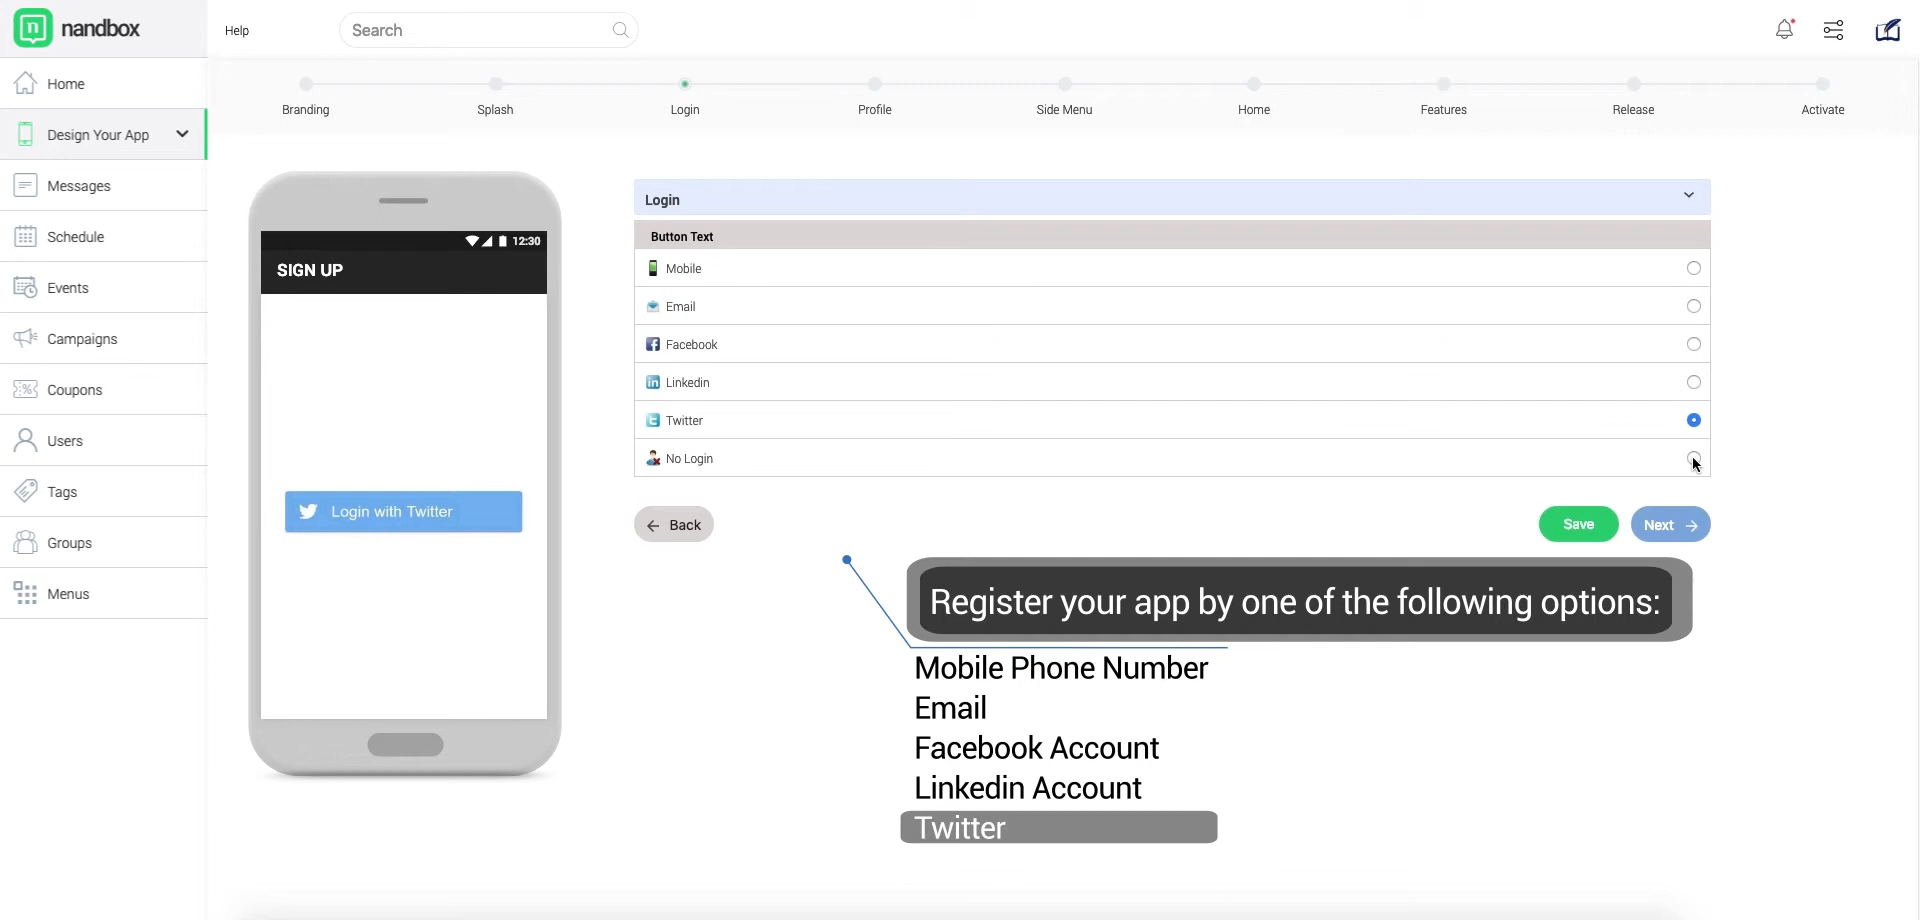 nandbox
Help
Search
Home
Design Your App
Messages
Schedule
Events
Campaigns
Coupons
Users
Tags
Groups
Menus
Branding
Splash
Login
Profile
Side Menu
Home
Features
Release
Activate
12:30
SIGN UP
Login with Twitter
Login
Button Text
Mobile
Email
Facebook
Linkedin
Twitter
No Login
Back
Save
Next
Register your app by one of the following options:
Mobile Phone Number
Email
Facebook Account
Linkedin Account
Twitter